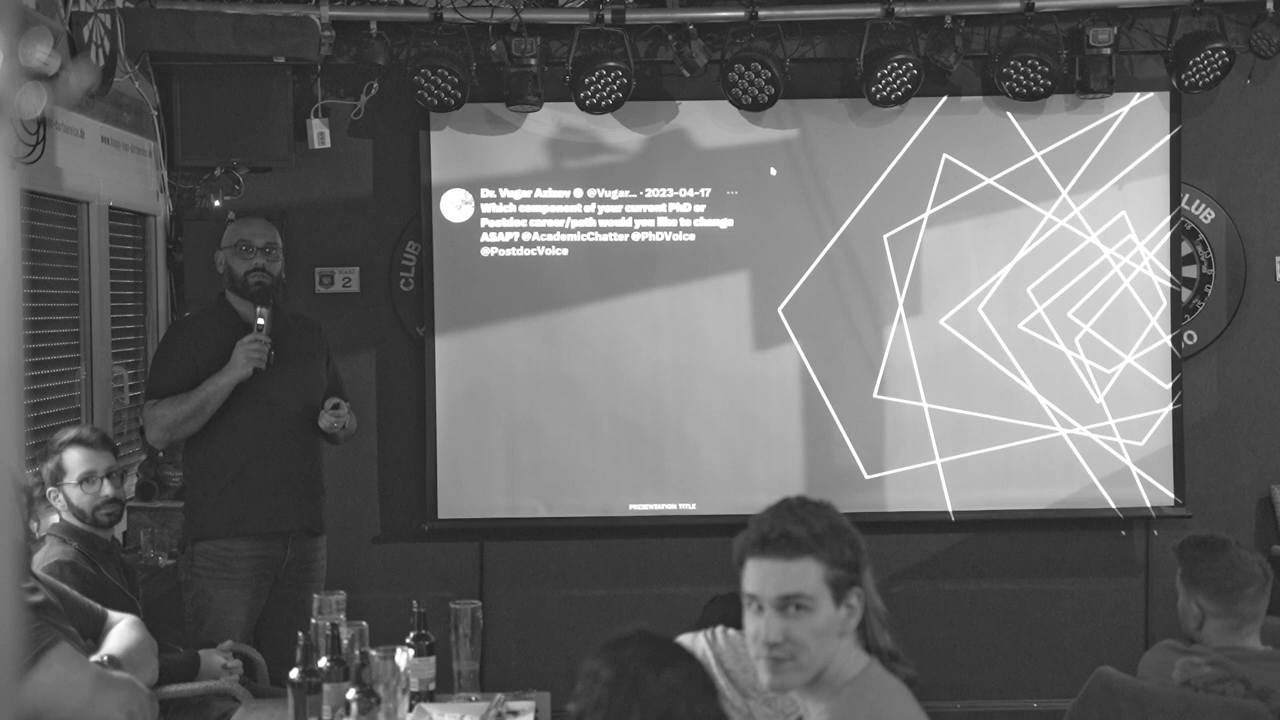 Dr. Vugar Azizov @Vugar... · 2023-04-17 ...
Which component of your current PhD or
Postdoc career/path would you like to change
ASAP? @AcademicChatter @PhDVoice
@PostdocVoice
PRESENTATION TITLE
CLUB
CLUB
2